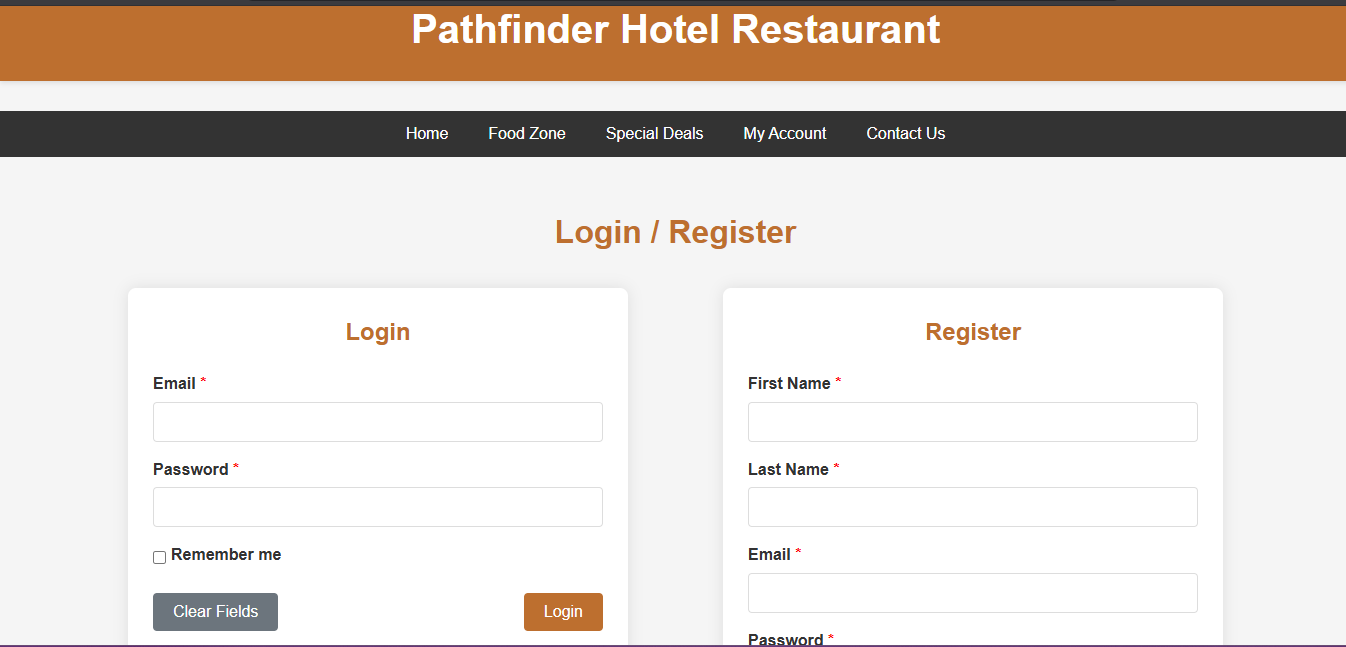 Pathfinder Hotel Restaurant
Home Food Zone Special Deals My Account Contact Us
Login / Register
Login
Email *
Password *
Remember me
Clear Fields Login
Register
First Name *
Last Name *
Email *
Password *